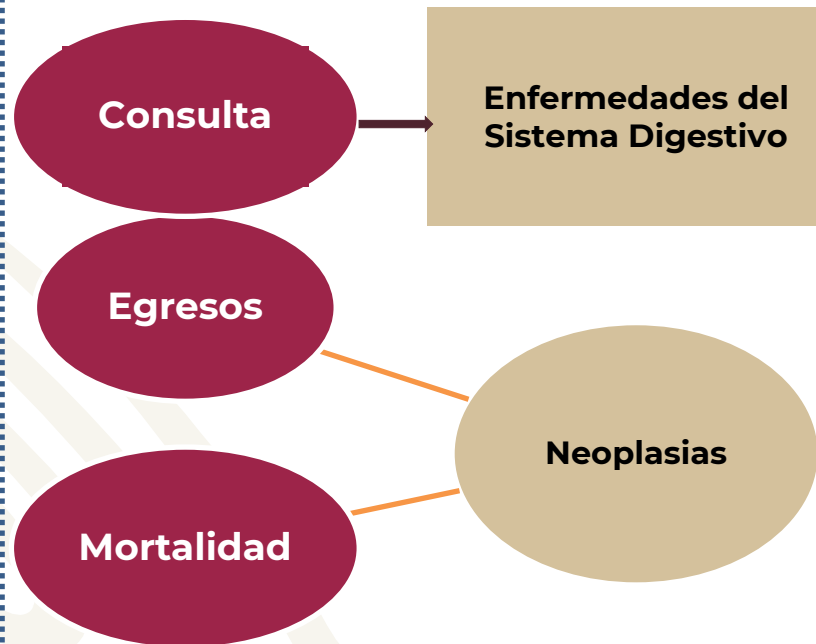 Consulta
Enfermedades del
Sistema Digestivo
Egresos
Neoplasias
Mortalidad